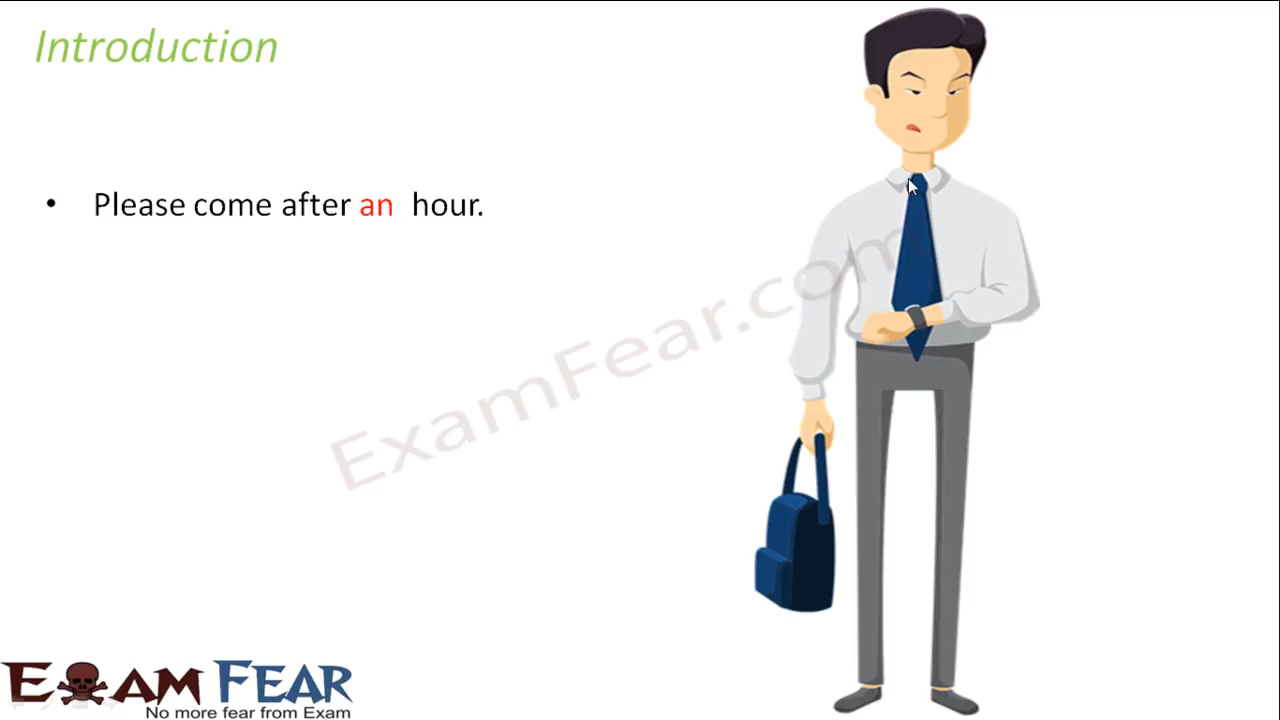 Introduction
• Please come after an hour.
ExamFear.com
EXAM FEAR
No more fear from Exam